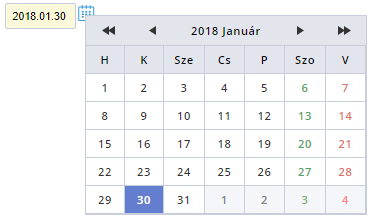 2018.01.30
2018 Január
H K Sze Cs P Szo V
1 2 3 4 5 6 7
8 9 10 11 12 13 14
15 16 17 18 19 20 21
22 23 24 25 26 27 28
29 30 31 1 2 3 4